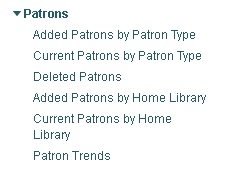 Patrons
Added Patrons by Patron Type
Current Patrons by Patron Type
Deleted Patrons
Added Patrons by Home Library
Current Patrons by Home
Library
Patron Trends